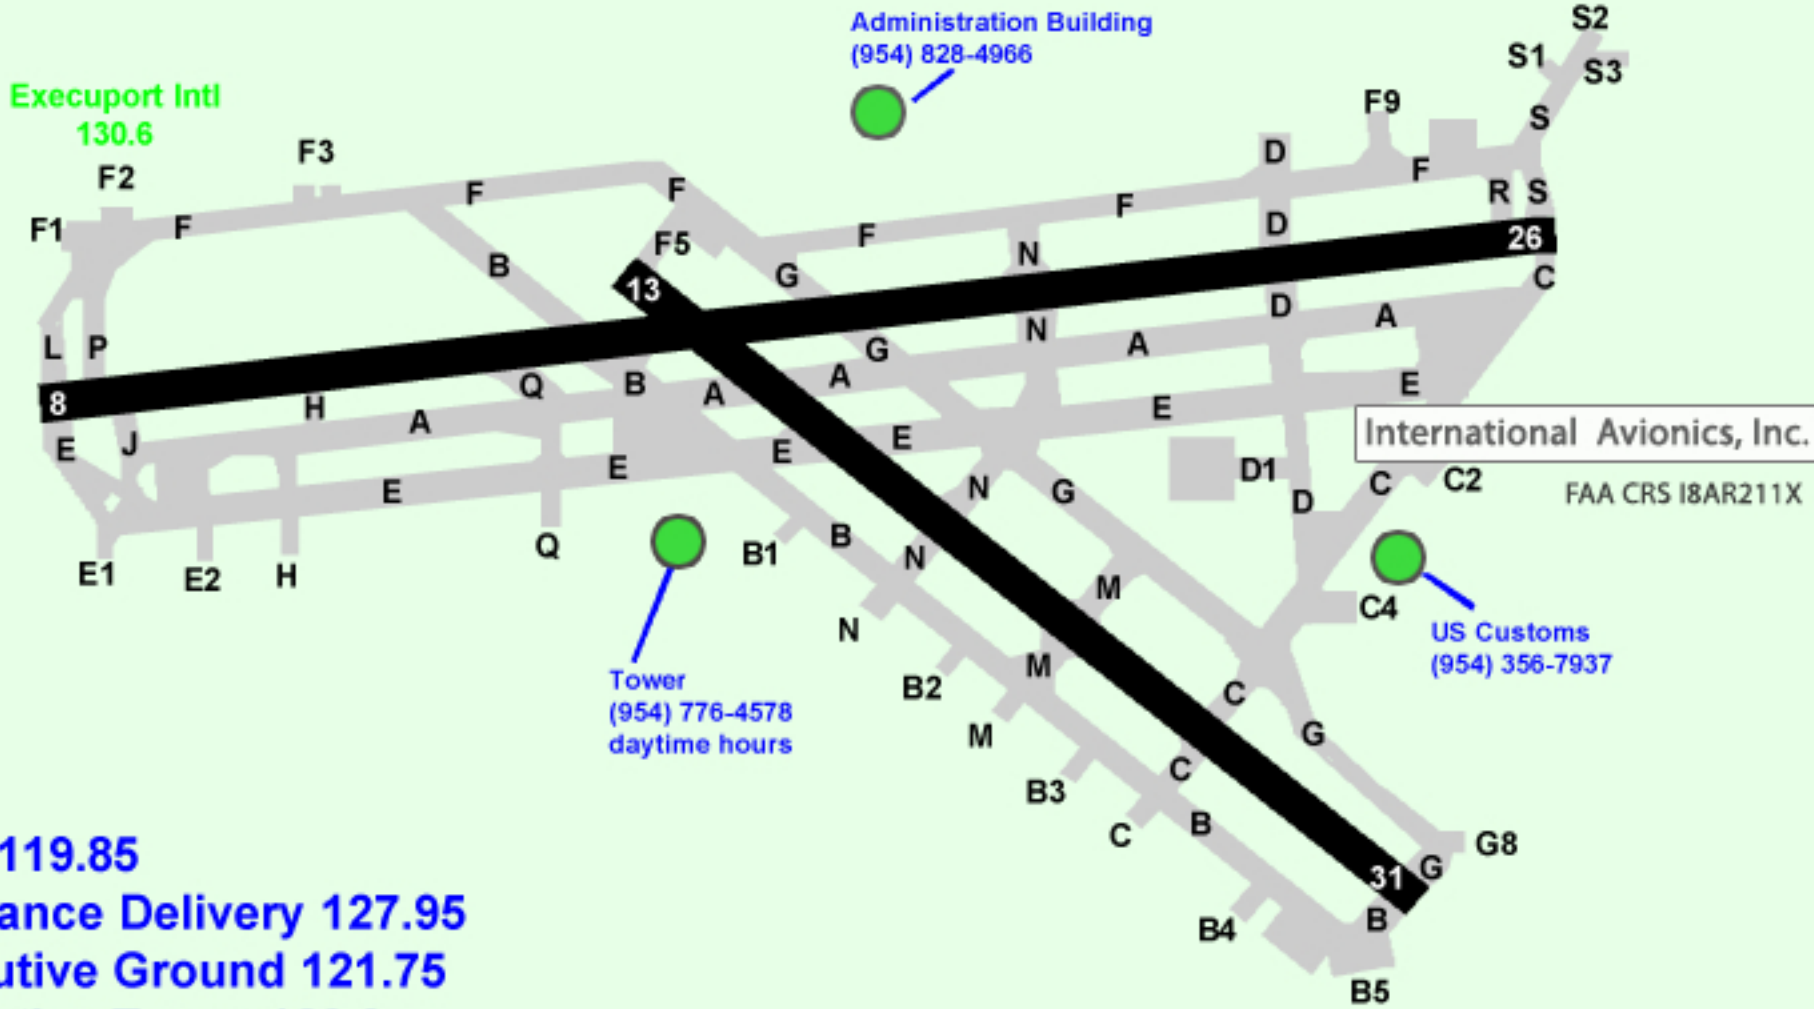 Administration Building
(954) 828-4966
S2
S1
S3
Execuport Intl
130.6
F9
S
F3
D
F2
F
F
F
R
S
F
F1
F
D
F
26
F5
N
B
G
C
13
D
A
N
A
L
P
G
A
Q
B
A
E
8
H
E
A
E
International Avionics, Inc.
E
J
E
E
D1
C
C2
E
N
G
D
FAA CRS I8AR211X
B
Q
B1
N
E1
E2
H
M
C4
N
US Customs
(954) 356-7937
M
Tower
(954) 776-4578
daytime hours
B2
C
M
G
C
B3
B
C
G8
119.85
G
31
ance Delivery 127.95
B
B4
utive Ground 121.75
B5